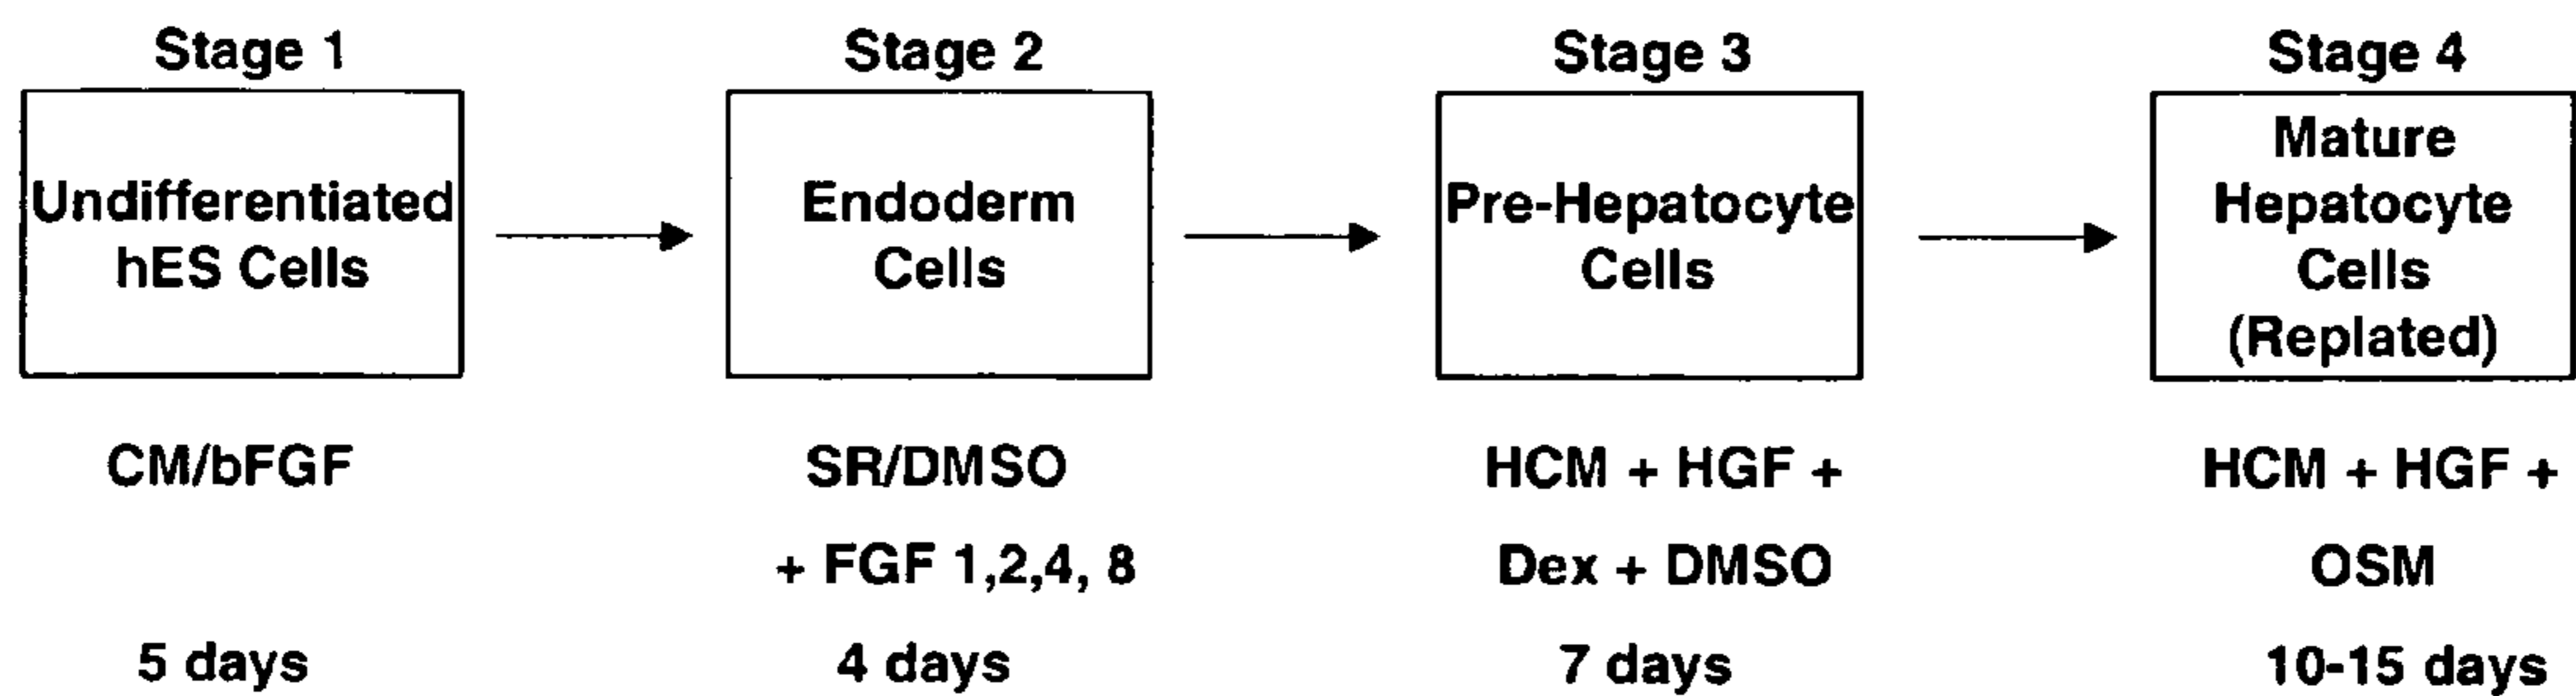 Stage 1
Undifferentiated
hES Cells
CM/bFGF
5 days
Stage 2
Endoderm
Cells
SR/DMSO
+ FGF 1,2,4, 8
4 days
Stage 3
Pre-Hepatocyte
Cells
HCM + HGF +
Dex + DMSO
7 days
Stage 4
Mature
Hepatocyte
Cells
(Replated)
HCM + HGF +
OSM
10-15 days